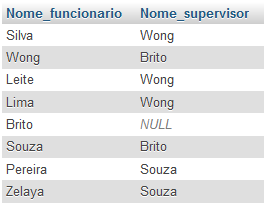 Nome_funcionario Nome_supervisor
Silva Wong
Wong Brito
Leite Wong
Lima Wong
Brito NULL
Souza Brito
Pereira Souza
Zelaya Souza